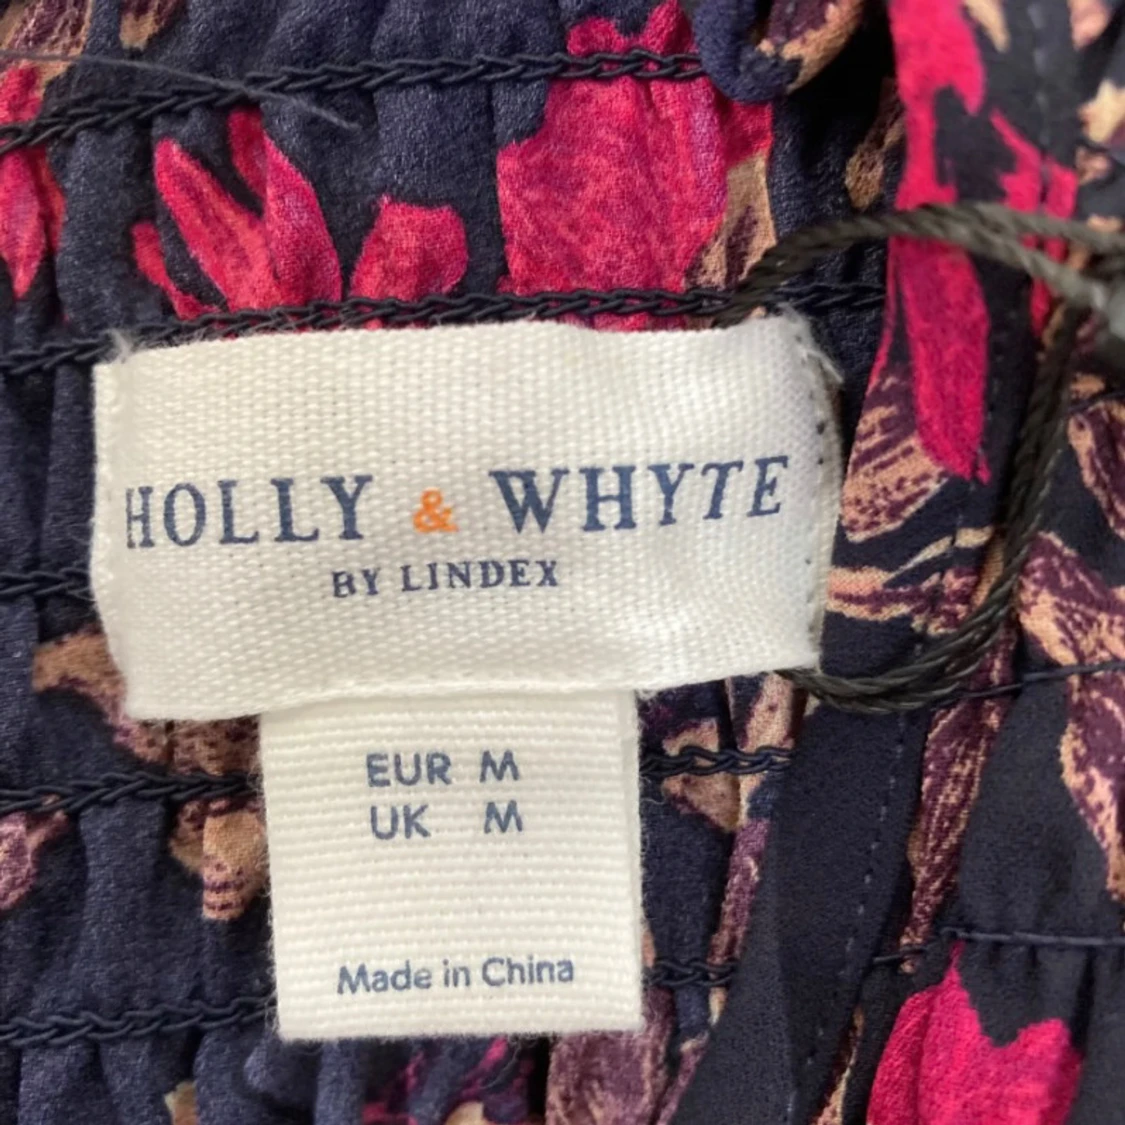 HOLLY & WHYTE
BY LINDEX
EUR M
UK M
Made in China